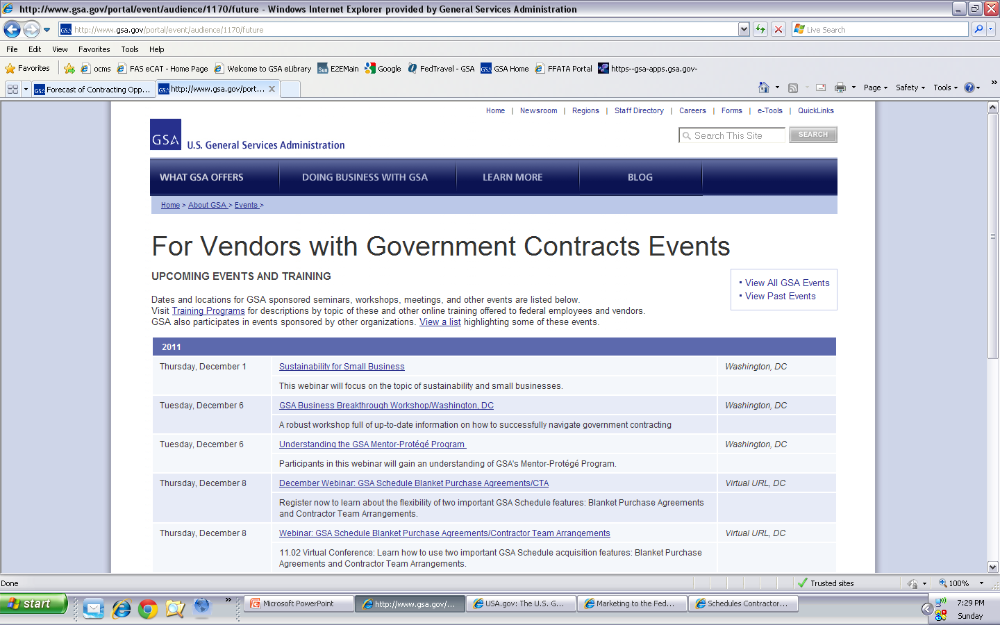 http://www.gsa.gov/portal/event/audience/1170/future - Windows Internet Explorer provided by General Services Administration
GSA http://www.gsa.gov/portal/event/audience/1170/future
Live Search
File Edit View Favorites Tools Help
Favorites ocms FAS eCAT - Home Page Welcome to GSA eLibrary Sun E2EMain Google FedTravel - GSA GSA GSA Home FFATA Portal https--gsa-apps.gsa.gov-
GSA Forecast of Contracting Opp... GSA http://www.gsa.gov/port... Page Safety Tools
Home | Newsroom | Regions | Staff Directory | Careers | Forms | e-Tools | QuickLinks
GSA U.S. General Services Administration
Search This Site SEARCH
WHAT GSA OFFERS DOING BUSINESS WITH GSA LEARN MORE BLOG
Home > About GSA > Events >
For Vendors with Government Contracts Events
UPCOMING EVENTS AND TRAINING
View All GSA Events
View Past Events
Dates and locations for GSA sponsored seminars, workshops, meetings, and other events are listed below.
Visit Training Programs for descriptions by topic of these and other online training offered to federal employees and vendors.
GSA also participates in events sponsored by other organizations. View a list highlighting some of these events.
2011
Thursday, December 1 Sustainability for Small Business Washington, DC
This webinar will focus on the topic of sustainability and small businesses.
Tuesday, December 6 GSA Business Breakthrough Workshop/Washington, DC Washington, DC
A robust workshop full of up-to-date information on how to successfully navigate government contracting
Tuesday, December 6 Understanding the GSA Mentor-Protégé Program Washington, DC
Participants in this webinar will gain an understanding of GSA's Mentor-Protégé Program.
Thursday, December 8 December Webinar: GSA Schedule Blanket Purchase Agreements/CTA Virtual URL, DC
Register now to learn about the flexibility of two important GSA Schedule features: Blanket Purchase Agreements
and Contractor Team Arrangements.
Thursday, December 8 Webinar: GSA Schedule Blanket Purchase Agreements/Contractor Team Arrangements Virtual URL, DC
11.02 Virtual Conference: Learn how to use two important GSA Schedule acquisition features: Blanket Purchase
Agreements and Contractor Team Arrangements.
Done Trusted sites 100%
start Microsoft PowerPoint http://www.gsa.gov/... USA.gov: The U.S. G... Marketing to the Fed... Schedules Contractor... 7:29 PM
Sunday